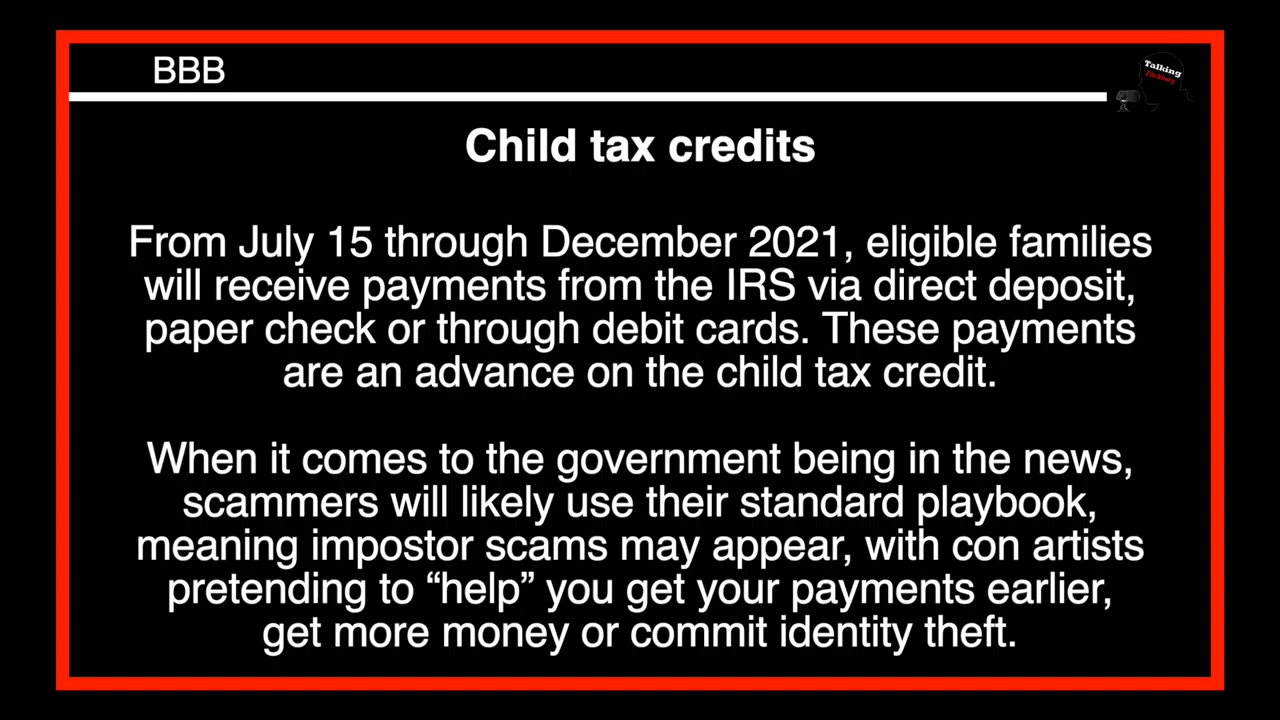 BBB
Talking
Fitchburg
Child tax credits
From July 15 through December 2021, eligible families
will receive payments from the IRS via direct deposit,
paper check or through debit cards. These payments
are an advance on the child tax credit.
When it comes to the government being in the news,
scammers will likely use their standard playbook,
meaning impostor scams may appear, with con artists
pretending to “help” you get your payments earlier,
get more money or commit identity theft.